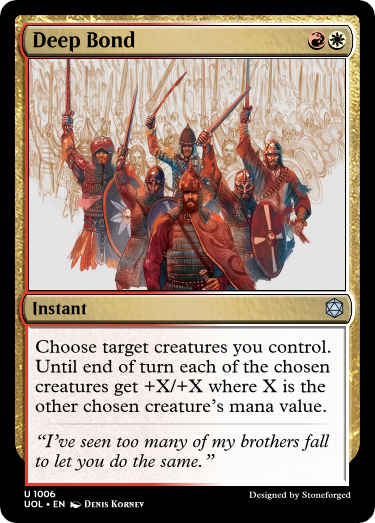 Deep Bond
Instant
Choose target creatures you control.
Until end of turn each of the chosen
creatures get +X/+X where X is the
other chosen creature's mana value.
“I've seen too many of my brothers fall
to let you do the same.”
U 1006
UOL • EN Denis Kornev
Designed by Stoneforged